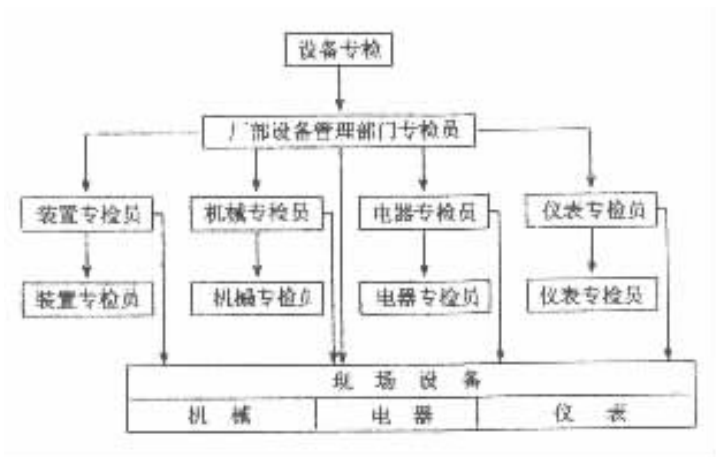 设备专检
厂部设备管理部门专检员
装置专检员 机械专检员 电器专检员 仪表专检员
装置专检员 机械专检员 电器专检员 仪表专检员
现场设备
机械 电器 仪表